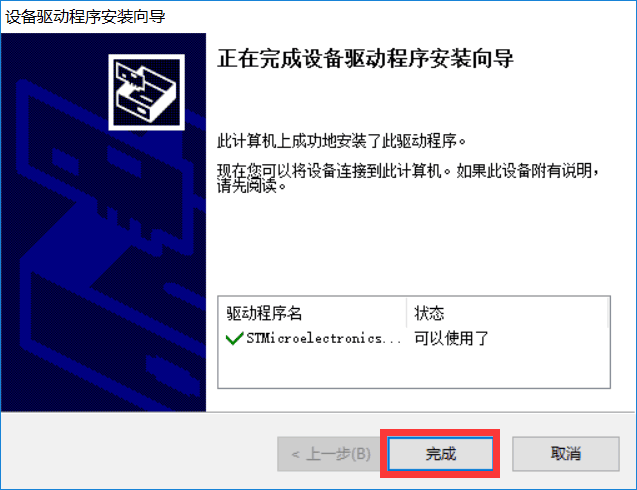 设备驱动程序安装向导
正在完成设备驱动程序安装向导
此计算机上成功地安装了此驱动程序。
现在您可以将设备连接到此计算机。如果此设备附有说明，
请先阅读。
驱动程序名 状态
STMicroelectronics... 可以使用了
< 上一步(B) 完成 取消